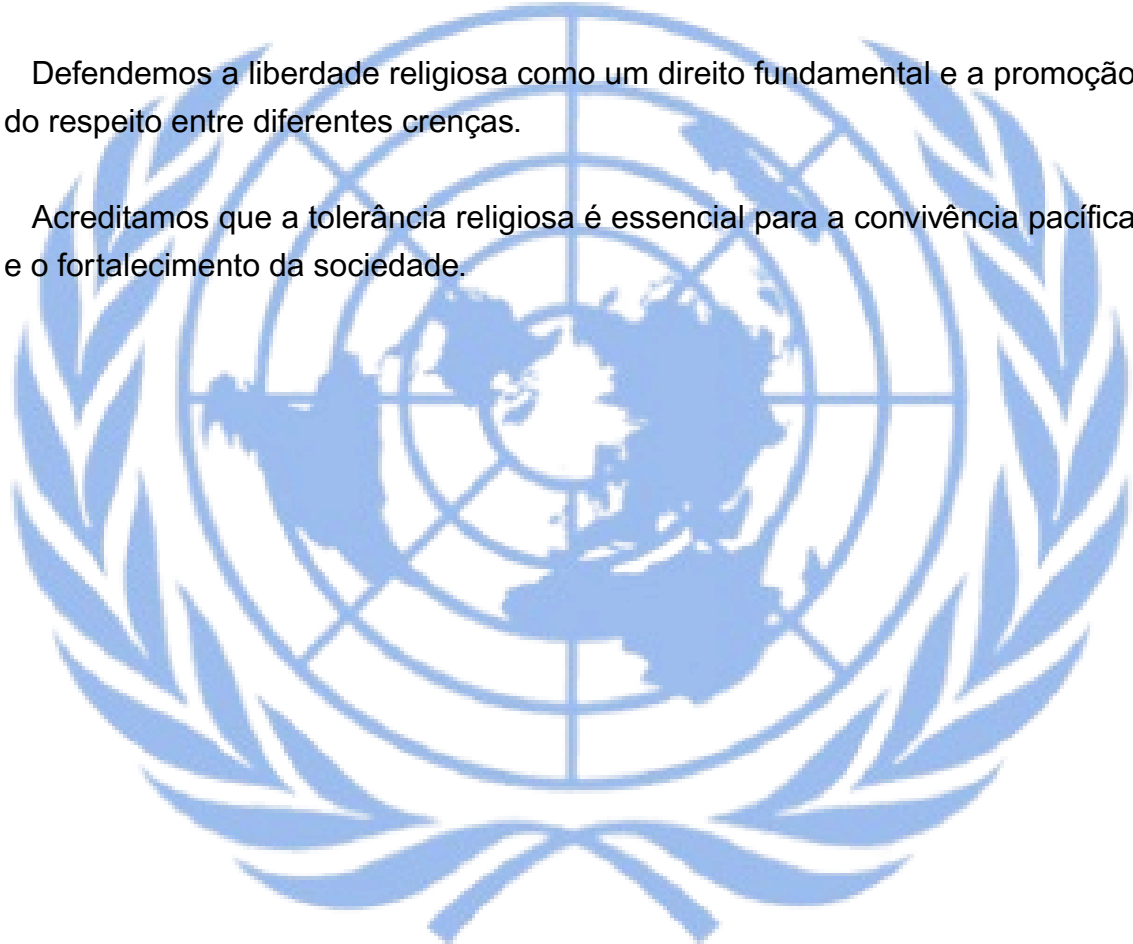 Defendemos a liberdade religiosa como um direito fundamental e a promoção
do respeito entre diferentes crenças.
Acreditamos que a tolerância religiosa é essencial para a convivência pacífica
e o fortalecimento da sociedade.